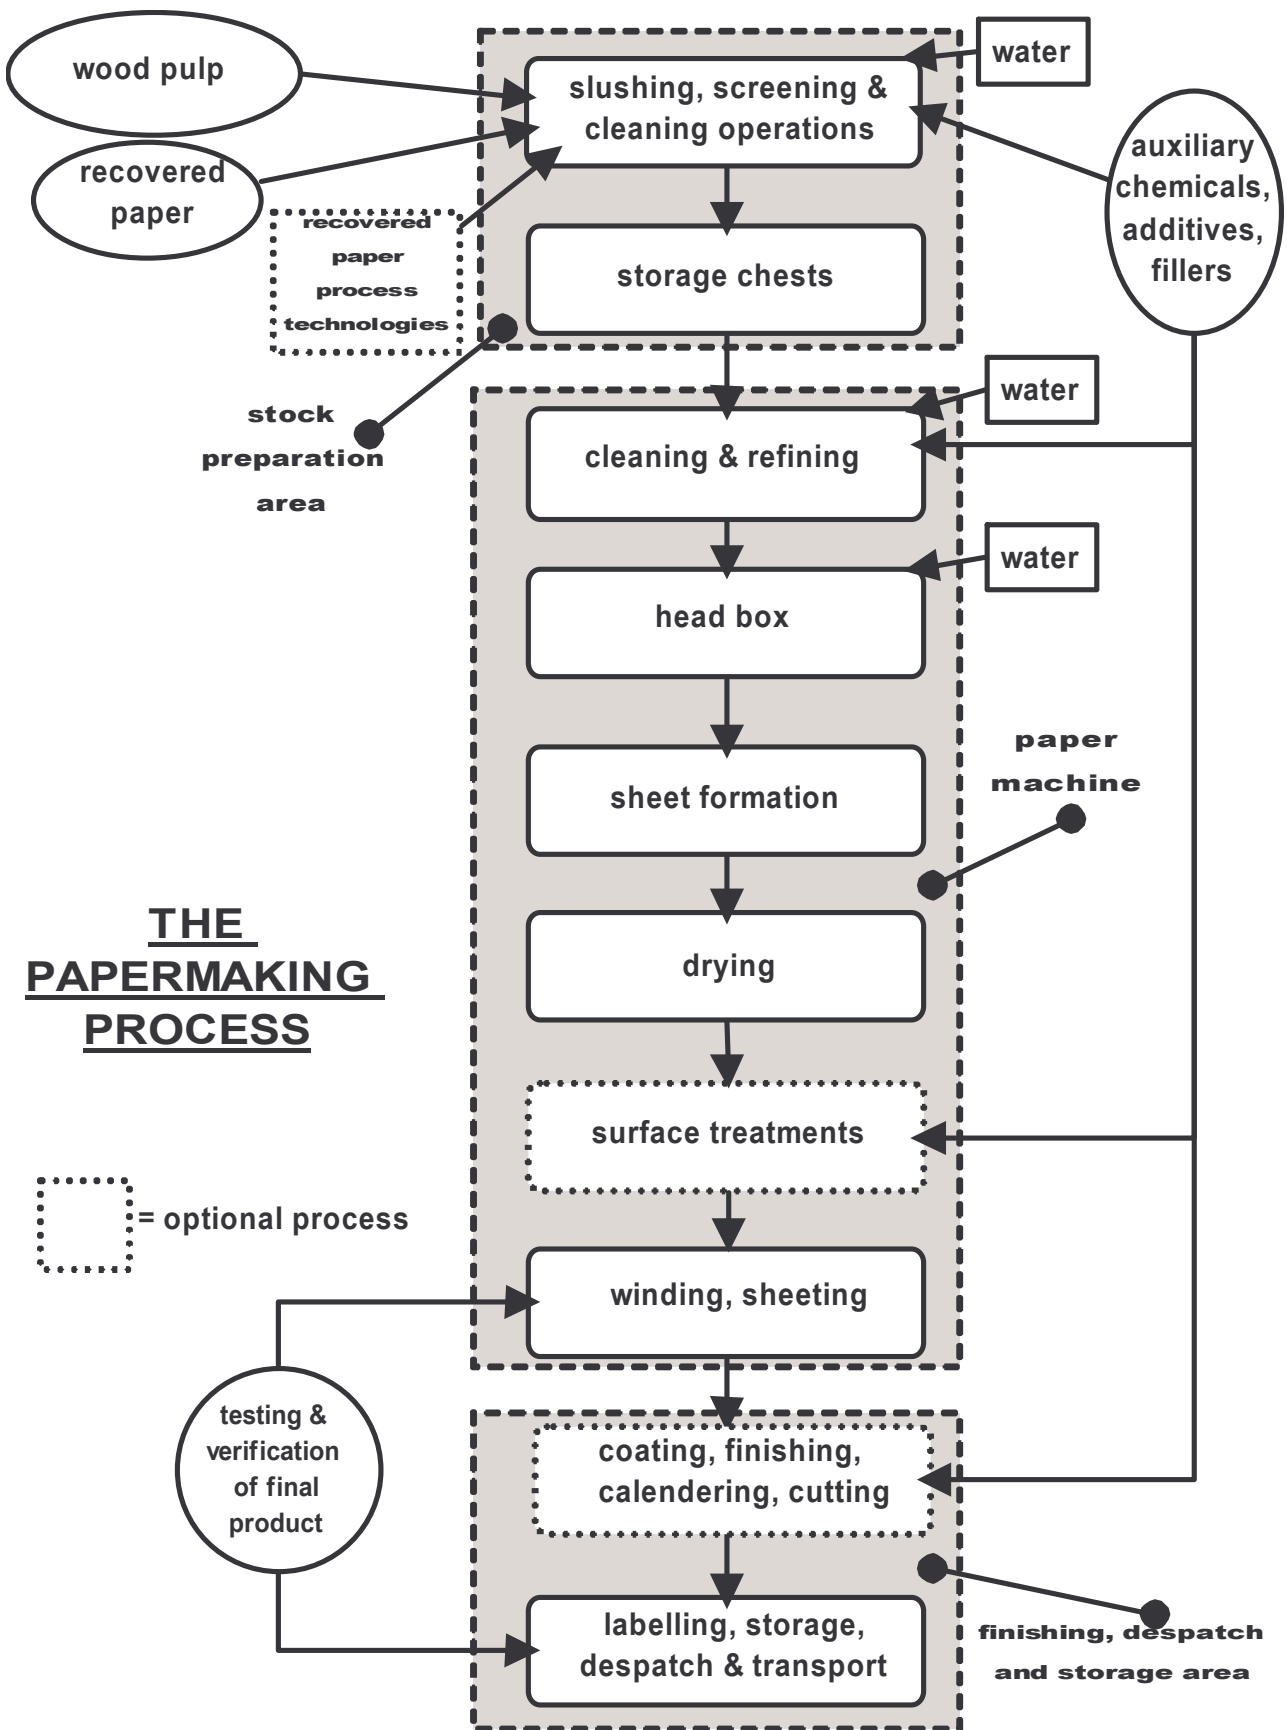 wood pulp
recovered
paper
recovered
paper
process
technologies
slushing, screening &
cleaning operations
water
auxiliary
chemicals,
additives,
fillers
storage chests
stock
preparation
area
cleaning & refining
water
head box
water
sheet formation
paper
machine
drying
THE
PAPERMAKING
PROCESS
surface treatments
= optional process
winding, sheeting
testing &
verification
of final
product
coating, finishing,
calendering, cutting
labelling, storage,
despatch & transport
finishing, despatch
and storage area